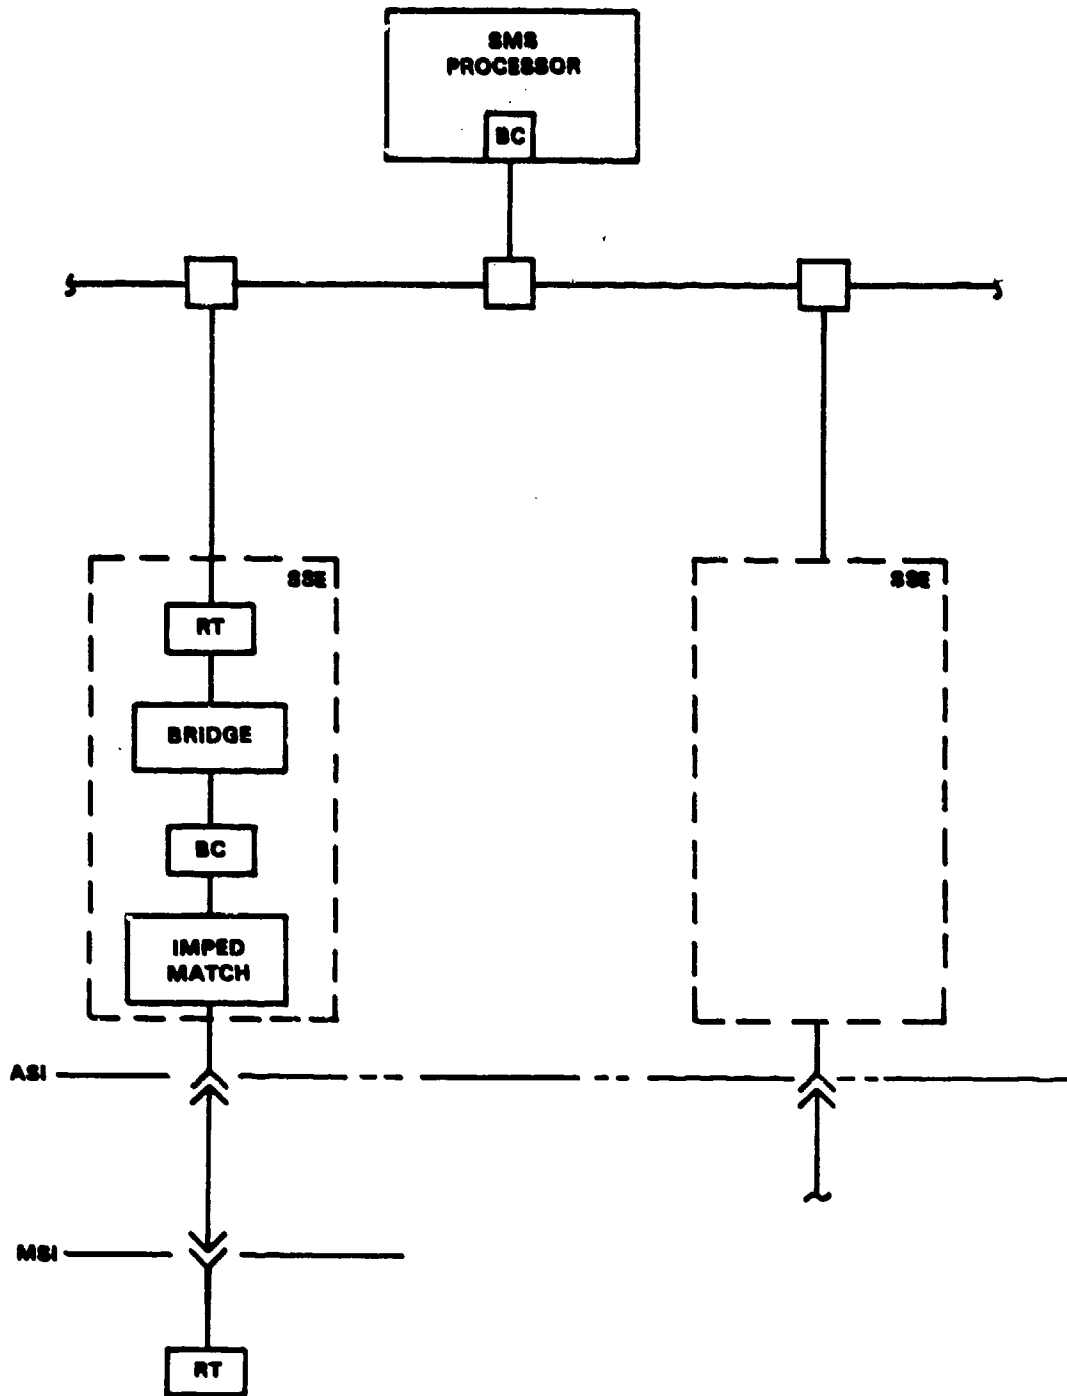 SMS
PROCESSOR
BC
SSE
SSE
RT
BRIDGE
BC
IMPED
MATCH
ASI
MSI
RT